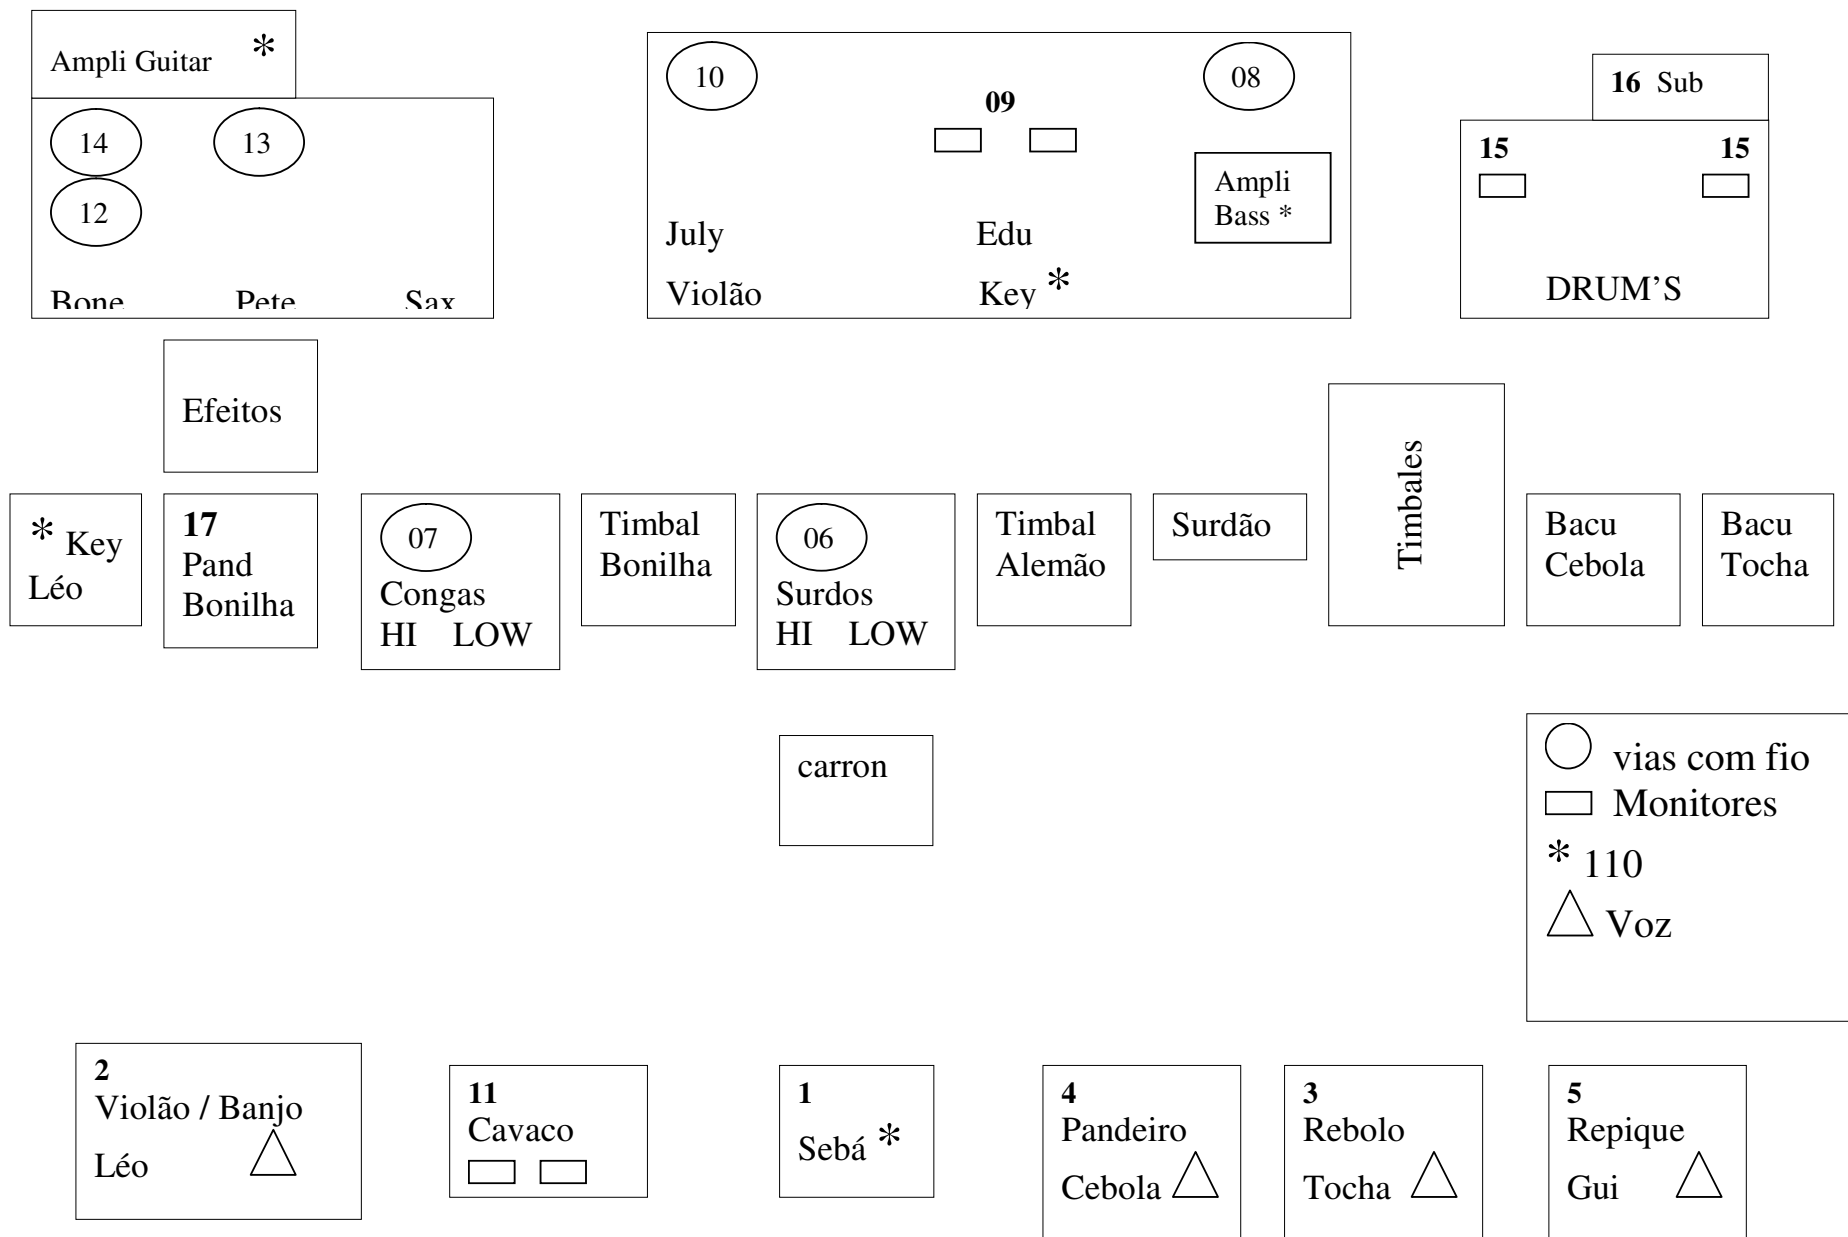 Ampli Guitar *
14
13
12
Bone Pete Sax
10
09
08
Ampli
Bass *
July Edu
Violão Key *
16 Sub
15 15
DRUM'S
Efeitos
* Key
Léo
17
Pand
Bonilha
07
Congas
HI LOW
Timbal
Bonilha
06
Surdos
HI LOW
Timbal
Alemão
Surdão
Timbales
Bacu
Cebola
Bacu
Tocha
carron
vias com fio
Monitores
* 110
Voz
2
Violão / Banjo
Léo
11
Cavaco
1
Sebá *
4
Pandeiro
Cebola
3
Rebolo
Tocha
5
Repique
Gui